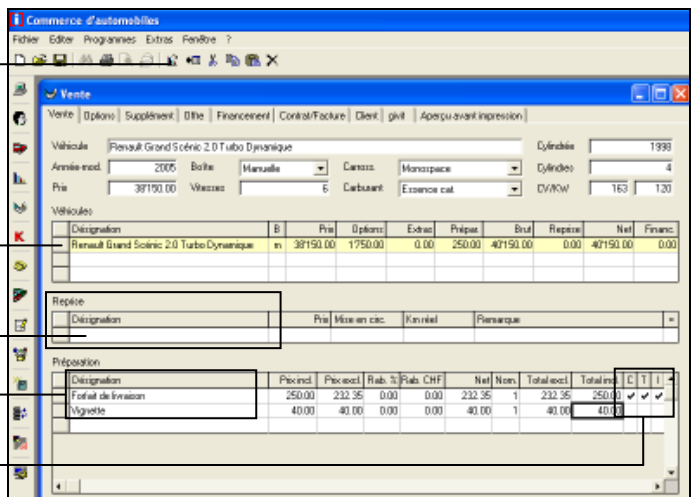 Commerce d'automobiles
Fichier Editer Programmes Extras Fenêtre ?
Vente
Vente Options Supplément Offre Financement Contrat/Facture Client givit Aperçu avant impression
Véhicule Renault Grand Scénic 2.0 Turbo Dynamique Cylindrée 1998
Année-mod. 2005 Boîte Manuelle Carross. Monospace Cylindres 4
Prix 38'150.00 Vitesses 6 Carburant Essence cat. CV/KW 163 120
Véhicules
Désignation B Prix Options Extras Prépar. Brut Reprise Net Financ.
Renault Grand Scénic 2.0 Turbo Dynamique m 38'150.00 1'750.00 0.00 250.00 40'150.00 0.00 40'150.00 0.00
Reprise
Désignation Prix Mise en circ. Km réel Remarque =
Préparation
Désignation Prix incl. Prix excl. Rab. % Rab. CHF Net Nom. Total excl. Total incl. C T I
Forfait de livraison 250.00 232.35 0.00 0.00 232.35 1 232.35 250.00
Vignette 40.00 40.00 0.00 0.00 40.00 1 40.00 40.00